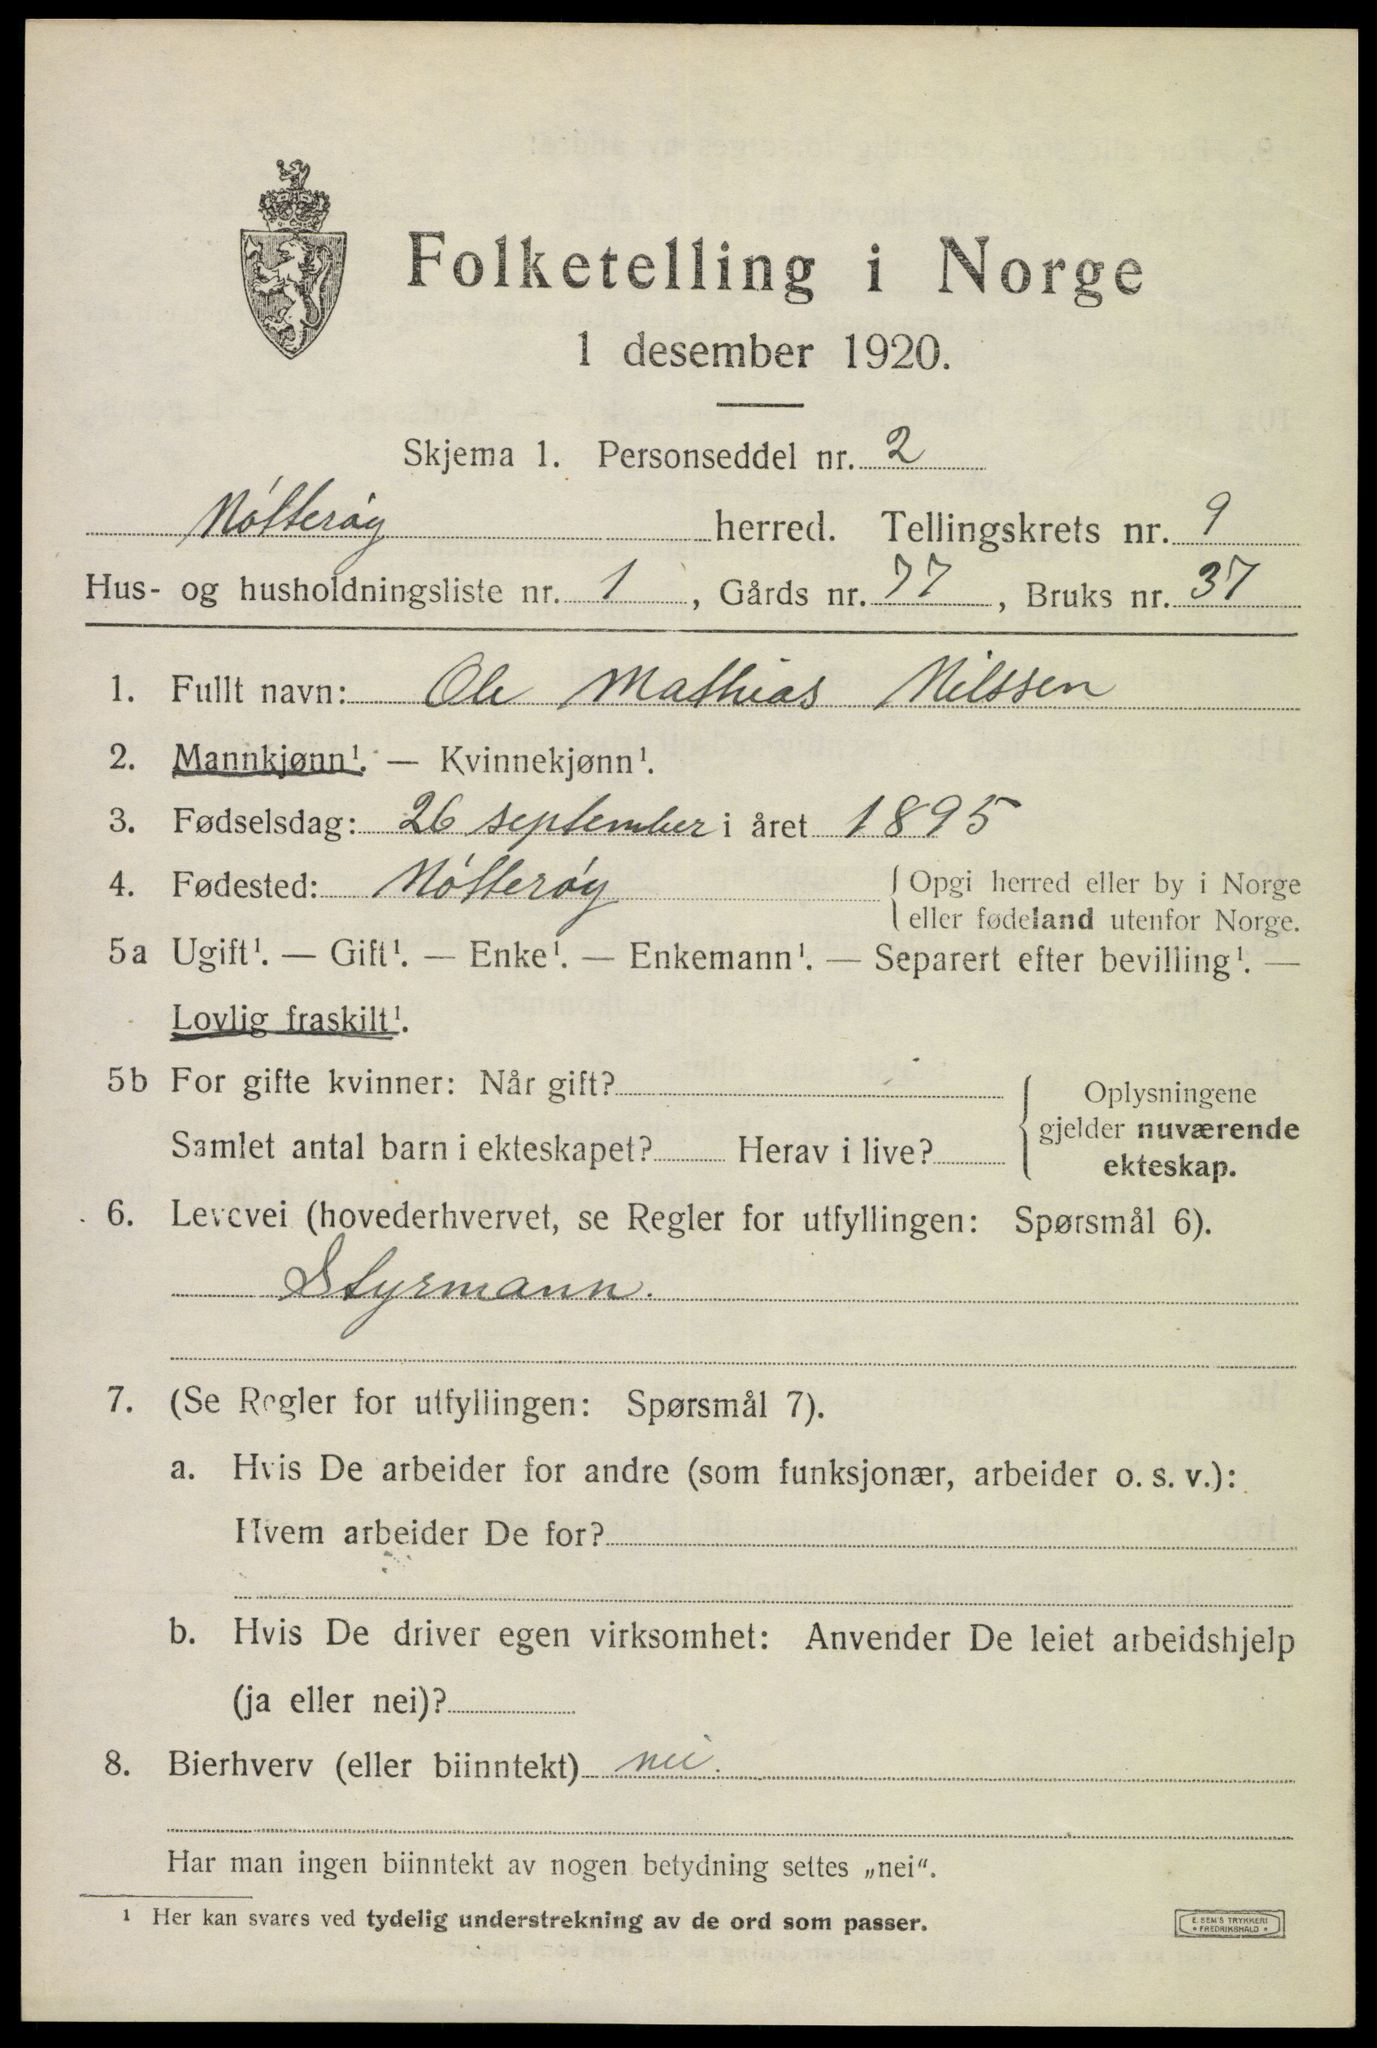 Folketelling i Norge
1 desember 1920.
Skjema 1. Personseddel nr. 2
Nótterøy herred. Tellingskrets nr. 9
Hus- og husholdningsliste nr. 1, Gårds nr. 77, Bruks nr. 37
1. Fullt navn: Ole Mathias Nilssen
2. Mannkjønn¹. — Kvinnekjønn¹.
3. Fødselsdag: 26 september i året 1895
4. Fødested: Nótterøy { Opgi herred eller by i Norge
eller fødeland utenfor Norge.
5a Ugift¹. — Gift¹. — Enke¹. — Enkemann¹. — Separert efter bevilling¹. —
Lovlig fraskilt¹.
5b For gifte kvinner: Når gift?
Samlet antal barn i ekteskapet? Herav i live?
{ Oplysningene
gjelder nuværende
ekteskap.
6. Levevei (hovederhvervet, se Regler for utfyllingen: Spørsmål 6).
Styrmann.
7. (Se Regler for utfyllingen: Spørsmål 7).
a. Hvis De arbeider for andre (som funksjonær, arbeider o. s. v.):
Hvem arbeider De for?
b. Hvis De driver egen virksomhet: Anvender De leiet arbeidshjelp
(ja eller nei)?
8. Bierhverv (eller biinntekt) nei.
Har man ingen biinntekt av nogen betydning settes „nei“.
¹ Her kan svares ved tydelig understrekning av de ord som passer.
E. SEM'S TRYKKERI
* FREDRIKSHALD *